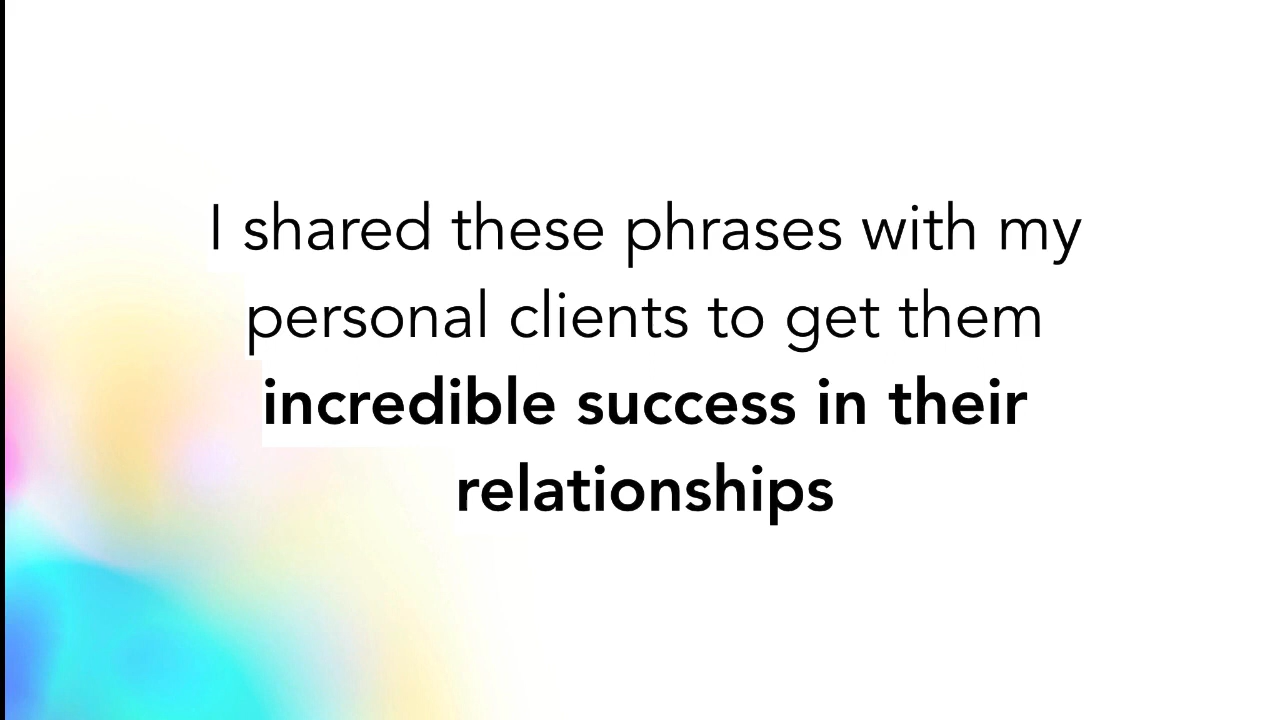 I shared these phrases with my
personal clients to get them
incredible success in their
relationships